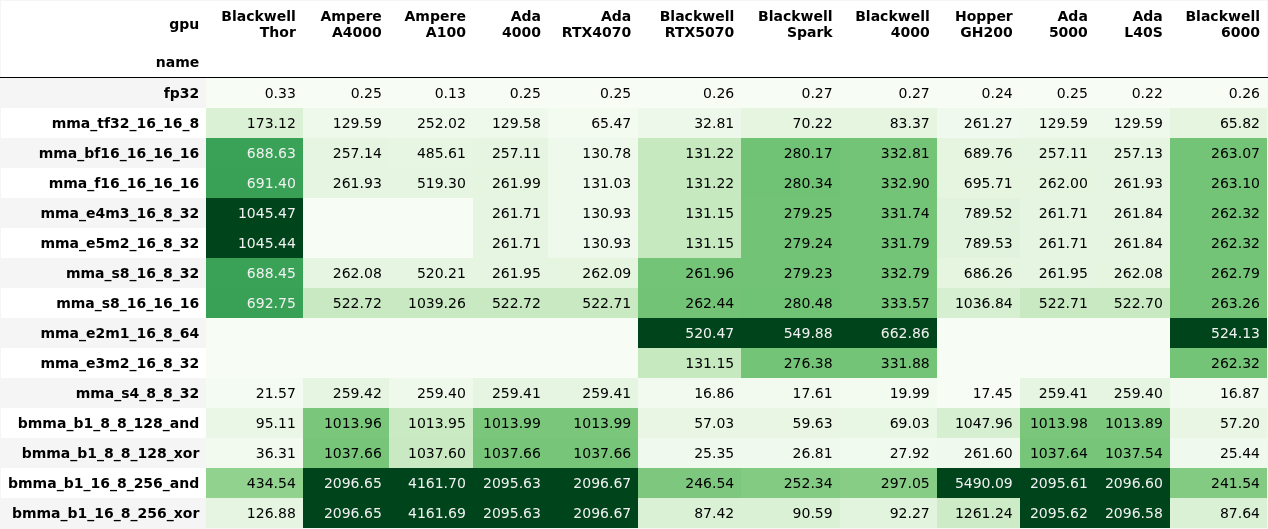 gpu Blackwell Thor Ampere A4000 Ampere A100 Ada 4000 Ada RTX4070 Blackwell RTX5070 Blackwell Spark Blackwell 4000 Hopper GH200 Ada 5000 Ada L40S Blackwell 6000
name
fp32 0.33 0.25 0.13 0.25 0.25 0.26 0.27 0.27 0.24 0.25 0.22 0.26
mma_tf32_16_16_8 173.12 129.59 252.02 129.58 65.47 32.81 70.22 83.37 261.27 129.59 129.59 65.82
mma_bf16_16_16_16 688.63 257.14 485.61 257.11 130.78 131.22 280.17 332.81 689.76 257.11 257.13 263.07
mma_f16_16_16_16 691.40 261.93 519.30 261.99 131.03 131.22 280.34 332.90 695.71 262.00 261.93 263.10
mma_e4m3_16_8_32 1045.47 261.71 130.93 131.15 279.25 331.74 789.52 261.71 261.84 262.32
mma_e5m2_16_8_32 1045.44 261.71 130.93 131.15 279.24 331.79 789.53 261.71 261.84 262.32
mma_s8_16_8_32 688.45 262.08 520.21 261.95 262.09 261.96 279.23 332.79 686.26 261.95 262.08 262.79
mma_s8_16_16_16 692.75 522.72 1039.26 522.72 522.71 262.44 280.48 333.57 1036.84 522.71 522.70 263.26
mma_e2m1_16_8_64 520.47 549.88 662.86 524.13
mma_e3m2_16_8_32 131.15 276.38 331.88 262.32
mma_s4_8_8_32 21.57 259.42 259.40 259.41 259.41 16.86 17.61 19.99 17.45 259.41 259.40 16.87
bmma_b1_8_8_128_and 95.11 1013.96 1013.95 1013.99 1013.99 57.03 59.63 69.03 1047.96 1013.98 1013.89 57.20
bmma_b1_8_8_128_xor 36.31 1037.66 1037.60 1037.66 1037.66 25.35 26.81 27.92 261.60 1037.64 1037.54 25.44
bmma_b1_16_8_256_and 434.54 2096.65 4161.70 2095.63 2096.67 246.54 252.34 297.05 5490.09 2095.61 2096.60 241.54
bmma_b1_16_8_256_xor 126.88 2096.65 4161.69 2095.63 2096.67 87.42 90.59 92.27 1261.24 2095.62 2096.58 87.64